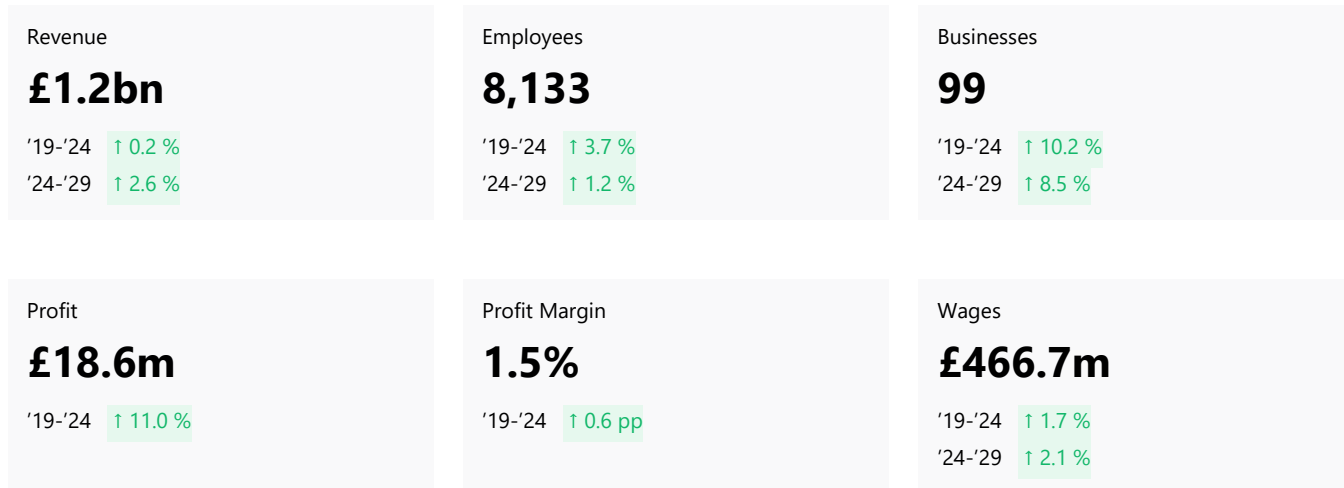 Revenue
£1.2bn
’19-’24 ↑ 0.2 %
’24-’29 ↑ 2.6 %
Employees
8,133
’19-’24 ↑ 3.7 %
’24-’29 ↑ 1.2 %
Businesses
99
’19-’24 ↑ 10.2 %
’24-’29 ↑ 8.5 %
Profit
£18.6m
’19-’24 ↑ 11.0 %
Profit Margin
1.5%
’19-’24 ↑ 0.6 pp
Wages
£466.7m
’19-’24 ↑ 1.7 %
’24-’29 ↑ 2.1 %